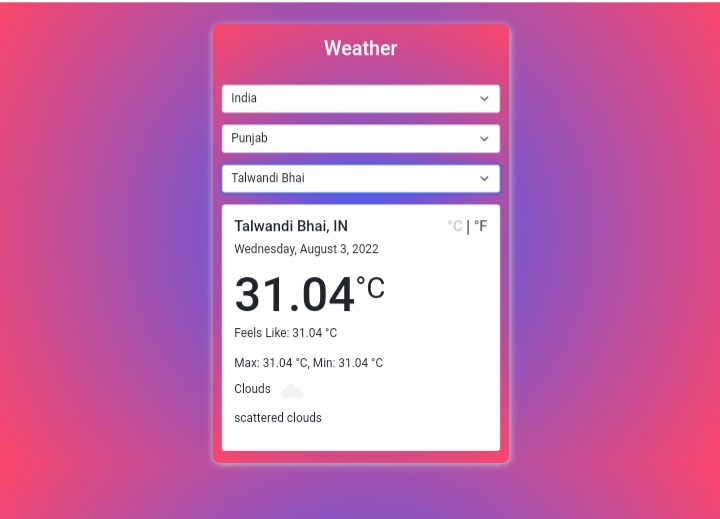 Weather
India
Punjab
Talwandi Bhai
Talwandi Bhai, IN °C | °F
Wednesday, August 3, 2022
31.04°C
Feels Like: 31.04 °C
Max: 31.04 °C, Min: 31.04 °C
Clouds
scattered clouds